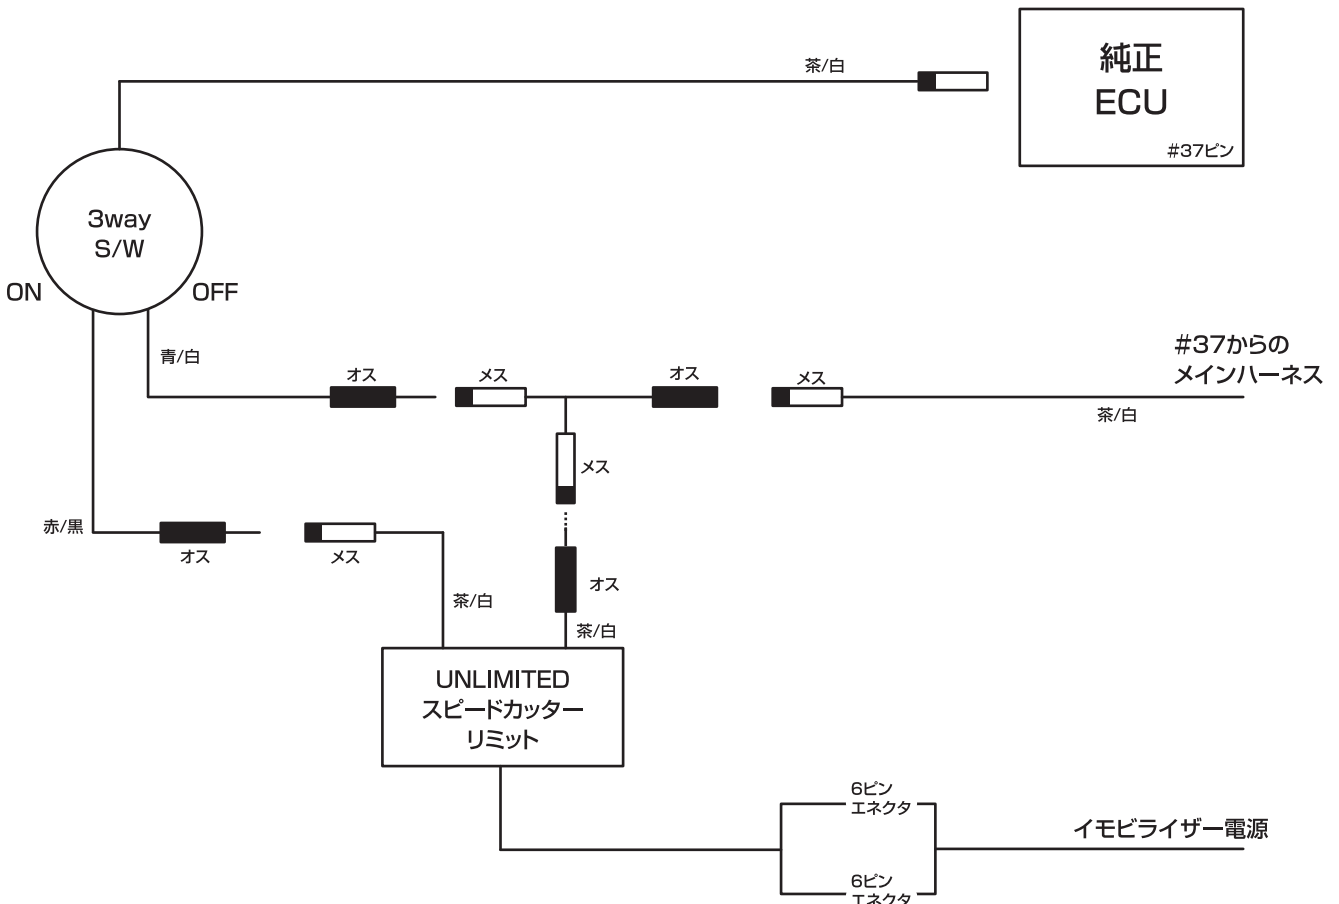 茶/白
純正
ECU
#37ピン
3way
S/W
ON
OFF
青/白
オス
メス
オス
メス
#37からの
メインハーネス
茶/白
メス
赤/黒
オス
メス
オス
茶/白
茶/白
UNLIMITED
スピードカッター
リミット
6ピン
エネクタ
イモビライザー電源
6ピン
エネクタ